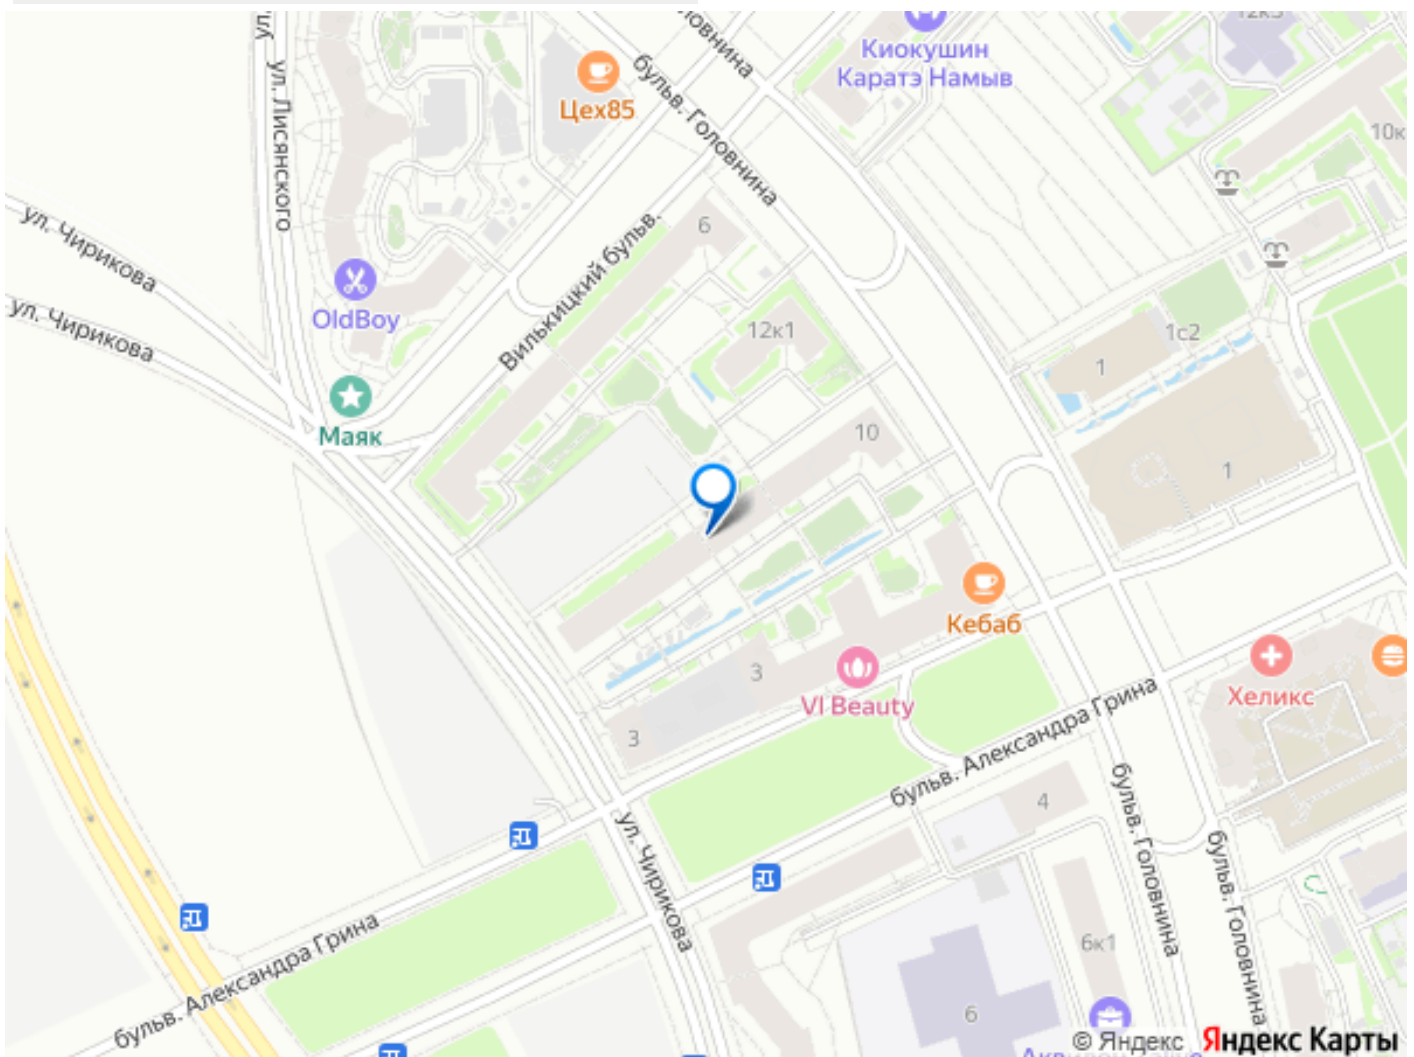 ул.
ул. Лисянского
Цех85
бульв. Головнина
ловнина
Киокушин
Каратэ Намыв
12к3
10к
ул. Чирикова
ул. Чирикова
OldBoy
Маяк
Вилькицкий бульв.
6
12к1
10
1с2
1
1
Кебаб
3
VI Beauty
3
Хеликс
бульв. Александра Грина
4
бульв. Головнина
бульв. Головнина
ул. Чирикова
бульв. Александра Грина
6к1
6
© Яндекс Яндекс Карты